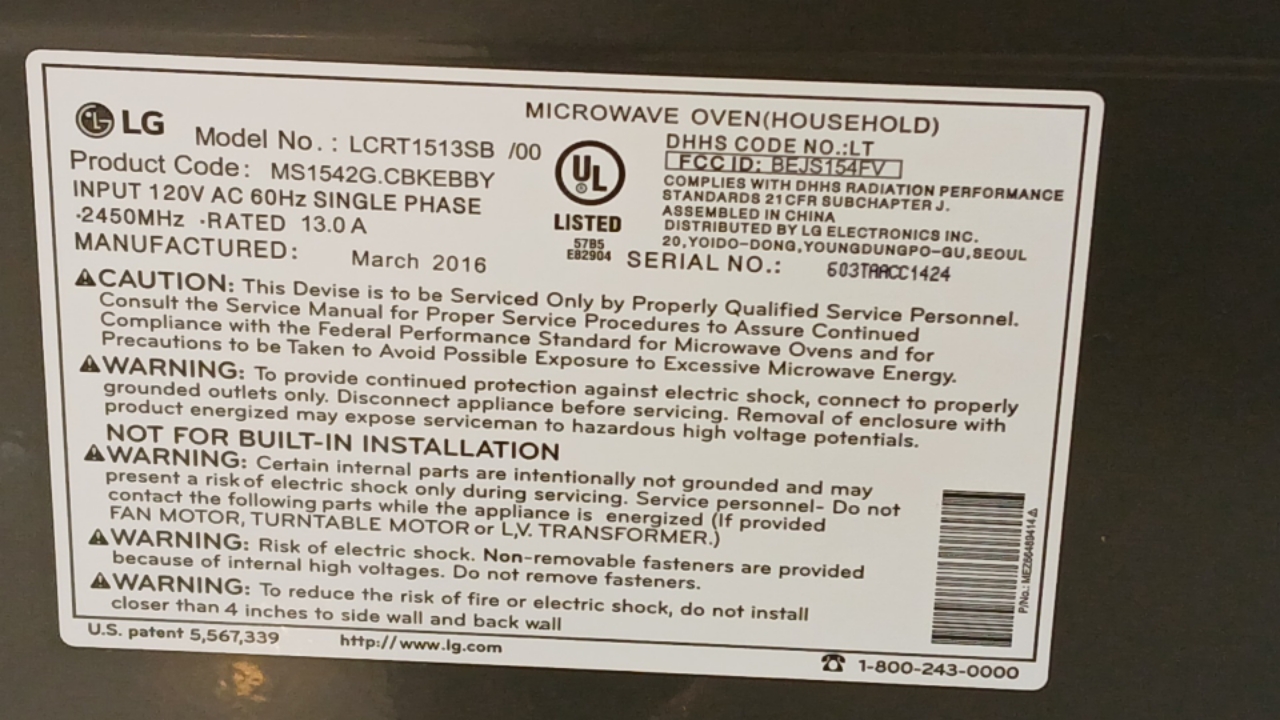 LG
MICROWAVE OVEN(HOUSEHOLD)
Model No. : LCRT1513SB /00
Product Code: MS1542G.CBKEBBY
INPUT 120V AC 60Hz SINGLE PHASE
·2450MHz ·RATED 13.0 A
MANUFACTURED: March 2016
UL
®
LISTED
57B5
E82904
DHHS CODE NO.:LT
FCC ID: BEJS154FV
COMPLIES WITH DHHS RADIATION PERFORMANCE
STANDARDS 21CFR SUBCHAPTER J.
ASSEMBLED IN CHINA
DISTRIBUTED BY LG ELECTRONICS INC.
20,YOIDO-DONG,YOUNGDUNGPO-GU,SEOUL
SERIAL NO.: 603TAACC1424
CAUTION: This Devise is to be Serviced Only by Properly Qualified Service Personnel.
Consult the Service Manual for Proper Service Procedures to Assure Continued
Compliance with the Federal Performance Standard for Microwave Ovens and for
Precautions to be Taken to Avoid Possible Exposure to Excessive Microwave Energy.
WARNING: To provide continued protection against electric shock, connect to properly
grounded outlets only. Disconnect appliance before servicing. Removal of enclosure with
product energized may expose serviceman to hazardous high voltage potentials.
NOT FOR BUILT-IN INSTALLATION
WARNING: Certain internal parts are intentionally not grounded and may
present a risk of electric shock only during servicing. Service personnel- Do not
contact the following parts while the appliance is energized (If provided
FAN MOTOR, TURNTABLE MOTOR or L,V. TRANSFORMER.)
WARNING: Risk of electric shock. Non-removable fasteners are provided
because of internal high voltages. Do not remove fasteners.
WARNING: To reduce the risk of fire or electric shock, do not install
closer than 4 inches to side wall and back wall
P/No.: MEZ66489414
U.S. patent 5,567,339
http://www.lg.com
1-800-243-0000